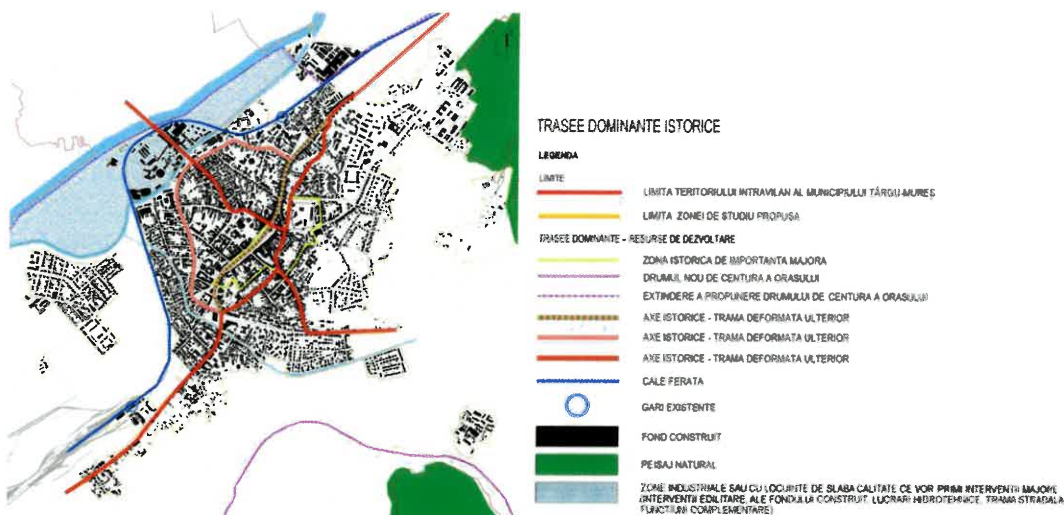 TRASEE DOMINANTE ISTORICE
LEGENDA
LIMITE
LIMITA TERITORIULUI INTRAVILAN AL MUNICIPIULUI TÂRGU-MUREȘ
LIMITA ZONEI DE STUDIU PROPUSA
TRASEE DOMINANTE - RESURSE DE DEZVOLTARE
ZONA ISTORICA DE IMPORTANTA MAJORA
DRUMUL NOU DE CENTURA A ORASULUI
EXTINDERE A PROPUNERE DRUMULUI DE CENTURA A ORASULUI
AXE ISTORICE - TRAMA DEFORMATA ULTERIOR
AXE ISTORICE - TRAMA DEFORMATA ULTERIOR
AXE ISTORICE - TRAMA DEFORMATA ULTERIOR
CALE FERATA
GARI EXISTENTE
FOND CONSTRUIT
PEISAJ NATURAL
ZONE INDUSTRIALE SAU CU LOCUINTE DE SLABA CALITATE CE VOR PRIMI INTERVENTII MAJORE
(INTERVENTII EDILITARE, ALE FONDULUI CONSTRUIT, LUCRARI HIDROTEHNICE, TRAMA STRADALA
FUNCTIUNI COMPLEMENTARE)